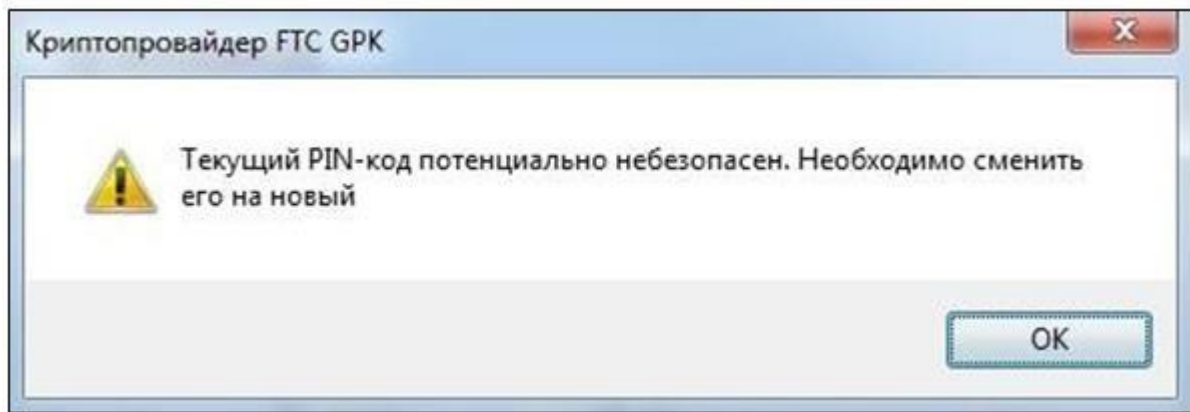 Криптопровайдер FTC GPK
Текущий PIN-код потенциально небезопасен. Необходимо сменить
его на новый
OK